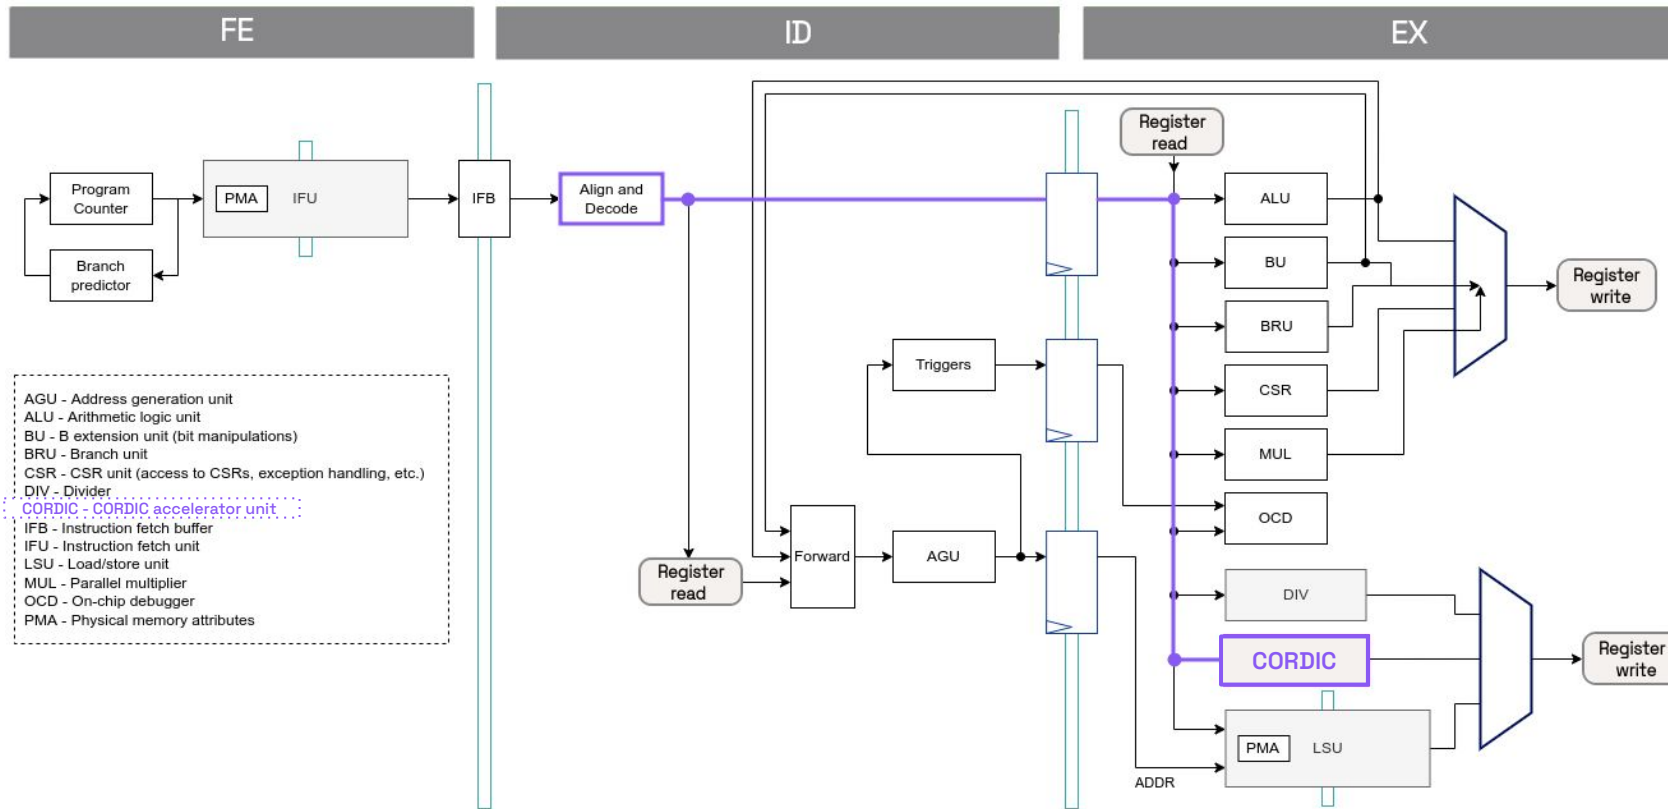 FE
ID
EX
Register
read
Program
Counter
PMA
IFU
IFB
Align and
Decode
ALU
Branch
predictor
BU
Register
write
BRU
Triggers
CSR
AGU - Address generation unit
ALU - Arithmetic logic unit
BU - B extension unit (bit manipulations)
BRU - Branch unit
CSR - CSR unit (access to CSRs, exception handling, etc.)
DIV - Divider
CORDIC - CORDIC accelerator unit
IFB - Instruction fetch buffer
IFU - Instruction fetch unit
LSU - Load/store unit
MUL - Parallel multiplier
OCD - On-chip debugger
PMA - Physical memory attributes
MUL
OCD
Forward
AGU
Register
read
DIV
CORDIC
Register
write
PMA
LSU
ADDR